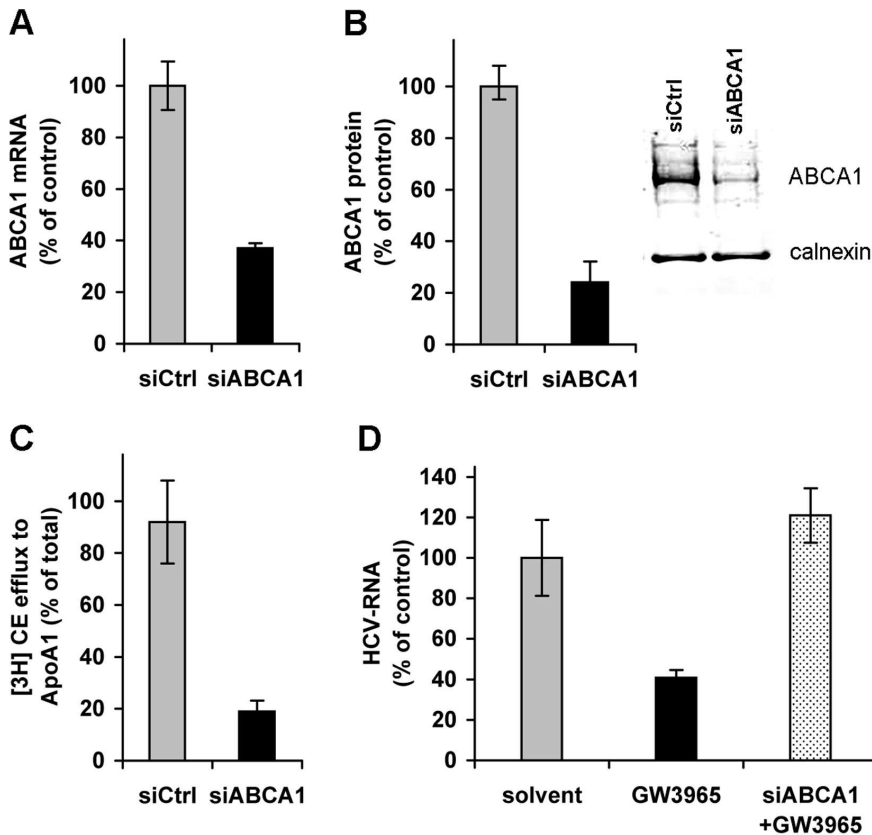 A
ABCA1 mRNA
(% of control)
100
80
60
40
20
0
siCtrl siABCA1
B
ABCA1 protein
(% of control)
100
80
60
40
20
0
siCtrl siABCA1
siCtrl
siABCA1
ABCA1
calnexin
C
[3H] CE efflux to
ApoA1 (% of total)
100
80
60
40
20
0
siCtrl siABCA1
D
HCV-RNA
(% of control)
140
120
100
80
60
40
20
0
solvent GW3965 siABCA1
+GW3965